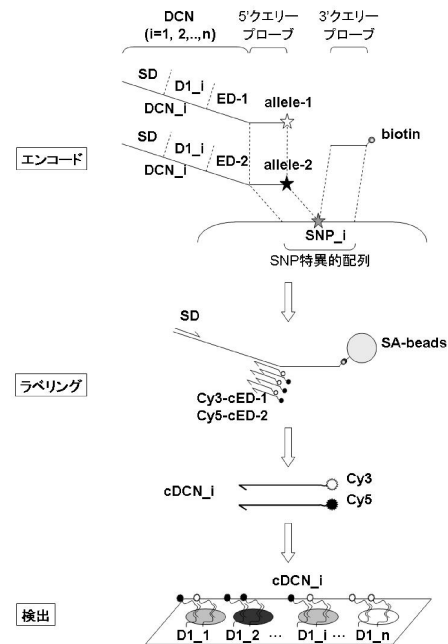 DCN
(i=1, 2,..,n)
5'クエリー
プローブ
3'クエリー
プローブ
SD
D1_i
ED-1
DCN_i
allele-1
SD
D1_i
ED-2
DCN_i
allele-2
biotin
エンコード
SNP_i
SNP特異的配列
SD
SA-beads
ラベリング
Cy3-cED-1
Cy5-cED-2
cDCN_i
Cy3
Cy5
cDCN_i
検出
D1_1 D1_2 … D1_i … D1_n